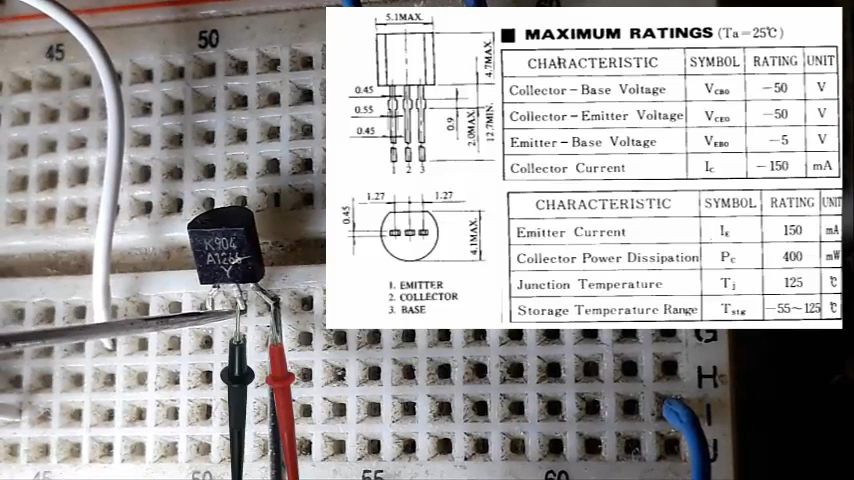 45
50
K904
A1266
Y
5.1MAX.
4.7MAX.
0.45
0.55
0.45
0.9
2.0MAX.
12.7MIN.
1 2 3
1.27
1.27
0.45
4.1MAX.
1. EMITTER
2. COLLECTOR
3. BASE
■ MAXIMUM RATINGS (Ta=25℃)
CHARACTERISTIC SYMBOL RATING UNIT
Collector-Base Voltage VCBO -50 V
Collector-Emitter Voltage VCEO -50 V
Emitter-Base Voltage VEBO -5 V
Collector Current IC -150 mA
CHARACTERISTIC SYMBOL RATING UNIT
Emitter Current IE 150 mA
Collector Power Dissipation PC 400 mW
Junction Temperature Tj 125 ℃
Storage Temperature Range Tstg -55~125 ℃
G
H
I
J
45
50
55
60